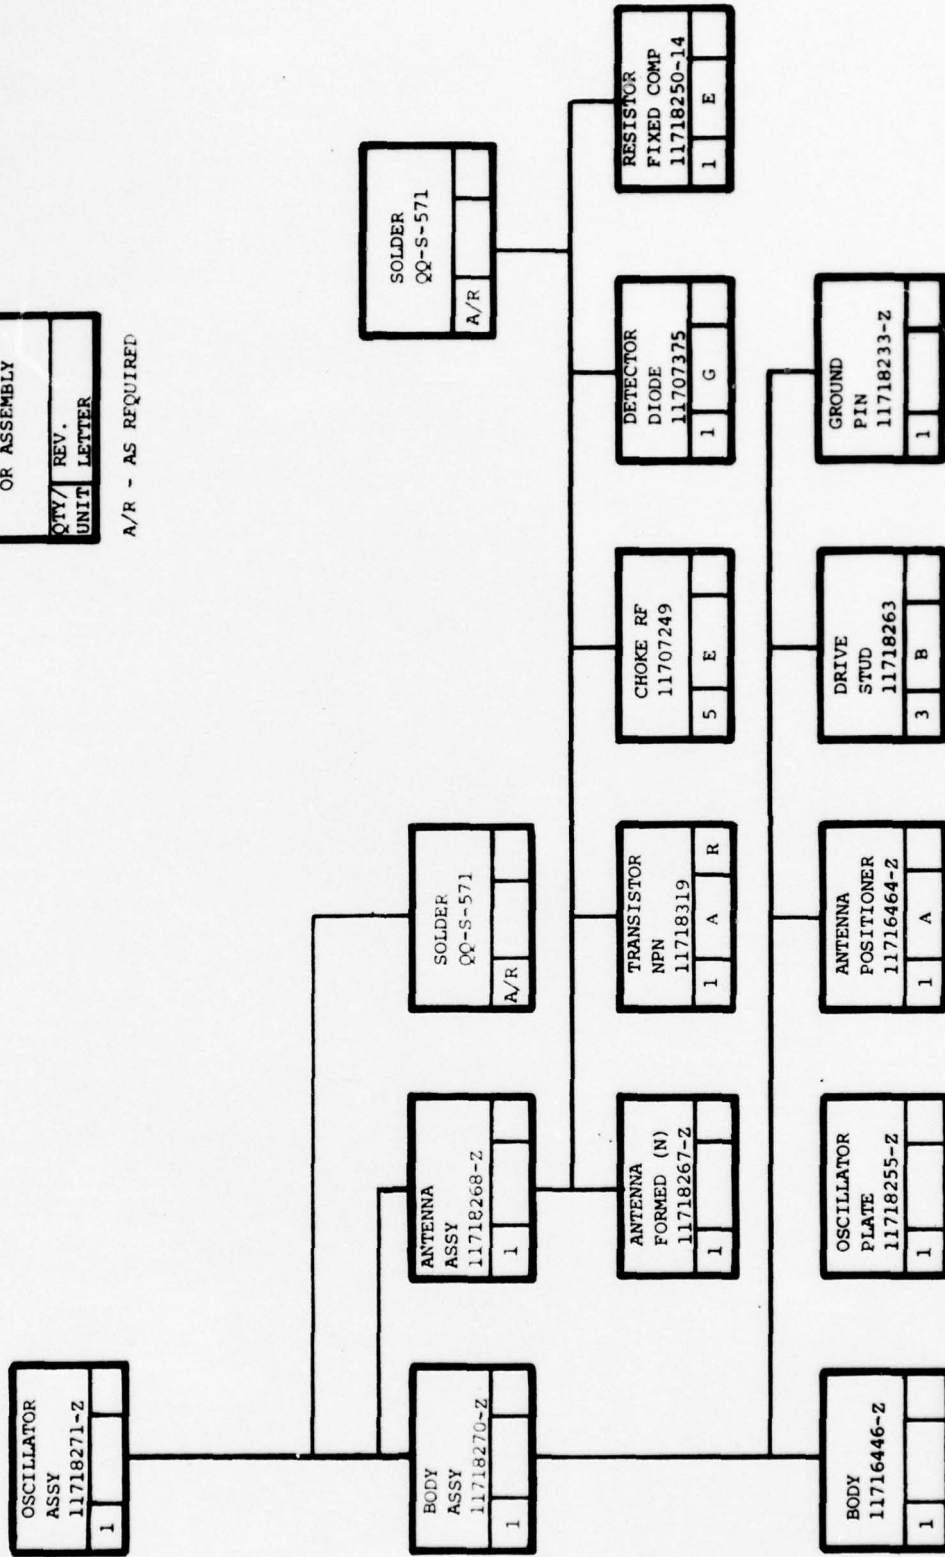 OR ASSEMBLY
QTY/ REV.
UNIT LETTER
A/R - AS REQUIRED
OSCILLATOR
ASSY
11718271-Z
1
BODY
ASSY
11718270-Z
1
ANTENNA
ASSY
11718268-Z
1
SOLDER
QQ-S-571
A/R
SOLDER
QQ-S-571
A/R
ANTENNA
FORMED (N)
11718267-Z
1
TRANSISTOR
NPN
11718319
1 A R
CHOKE RF
11707249
5 E
DETECTOR
DIODE
11707375
1 G
RESISTOR
FIXED COMP
11718250-14
1 E
BODY
11716446-Z
1
OSCILLATOR
PLATE
11718255-Z
1
ANTENNA
POSITIONER
11716464-Z
1 A
DRIVE
STUD
11718263
3 B
GROUND
PIN
11718233-Z
1